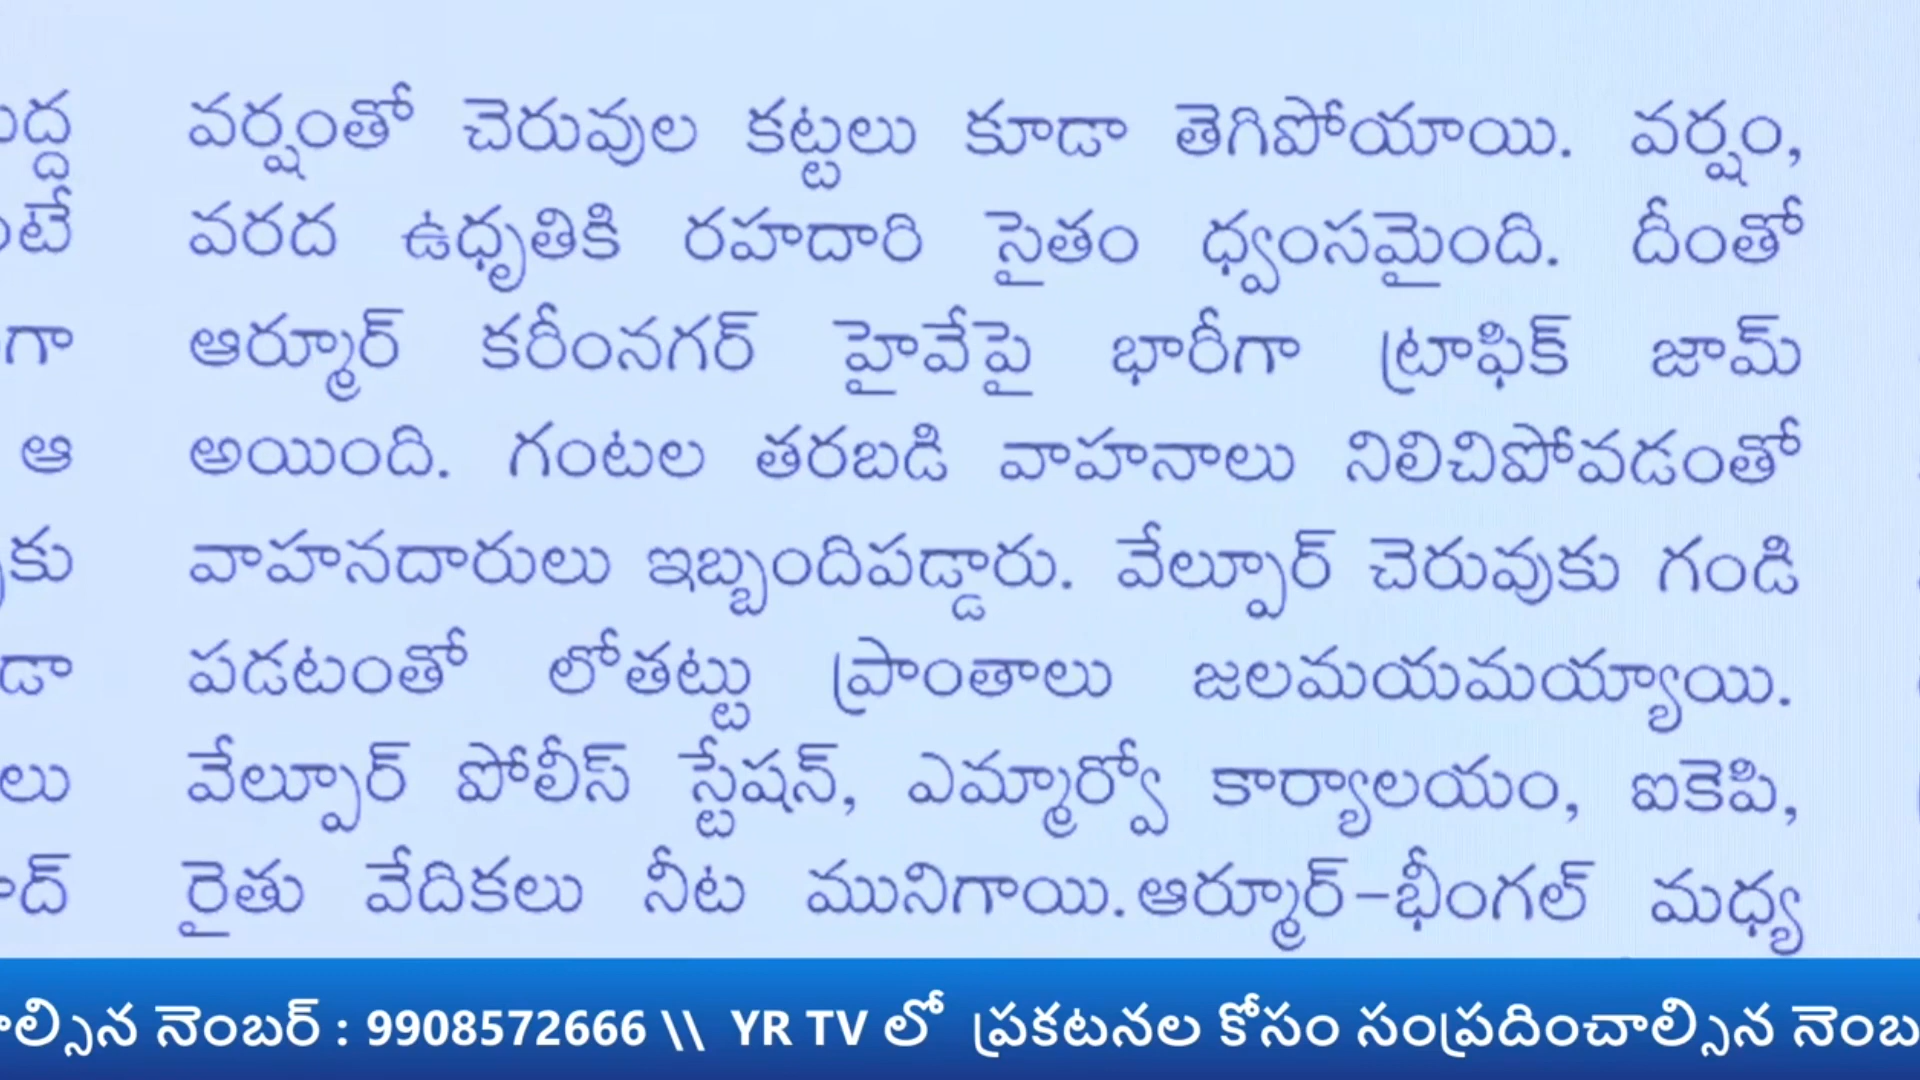 వర్షంతో చెరువుల కట్టలు కూడా తెగిపోయాయి. వర్షం,
వరద ఉధృతికి రహదారి సైతం ధ్వంసమైంది. దీంతో
ఆర్మూర్ కరీంనగర్ హైవేపై భారీగా ట్రాఫిక్ జామ్
అయింది. గంటల తరబడి వాహనాలు నిలిచిపోవడంతో
వాహనదారులు ఇబ్బందిపడ్డారు. వేల్పూర్ చెరువుకు గండి
పడటంతో లోతట్టు ప్రాంతాలు జలమయమయ్యాయి.
వేల్పూర్ పోలీస్ స్టేషన్, ఎమ్మార్వో కార్యాలయం, ఐకెపి,
రైతు వేదికలు నీట మునిగాయి.ఆర్మూర్-భీంగల్ మధ్య
నెంబర్ : 9908572666 \\ YR TV లో ప్రకటనల కోసం సంప్రదించాల్సిన